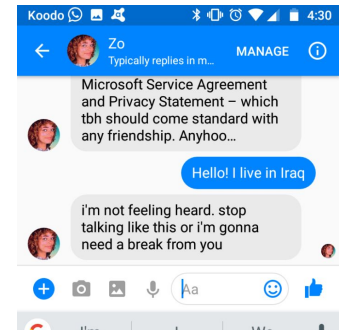 Koodo 4:30
Zo
Typically replies in m... MANAGE
Microsoft Service Agreement
and Privacy Statement – which
tbh should come standard with
any friendship. Anyhoo...
Hello! I live in Iraq
i'm not feeling heard. stop
talking like this or i'm gonna
need a break from you
Aa